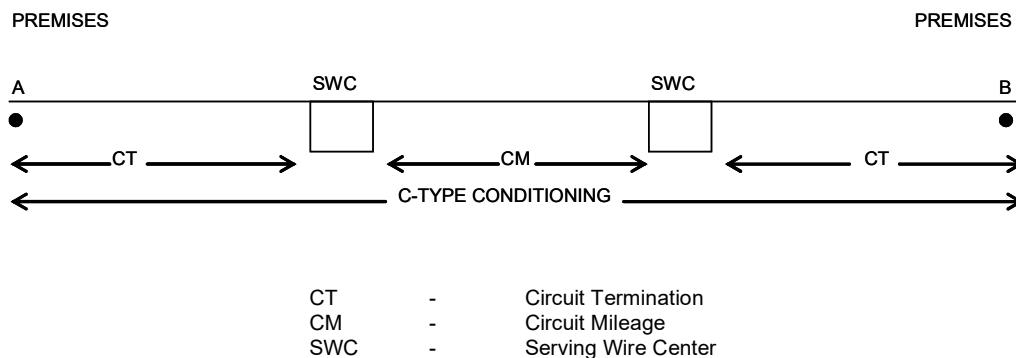 PREMISES PREMISES
A SWC SWC B
CT CM CT
C-TYPE CONDITIONING
CT - Circuit Termination
CM - Circuit Mileage
SWC - Serving Wire Center